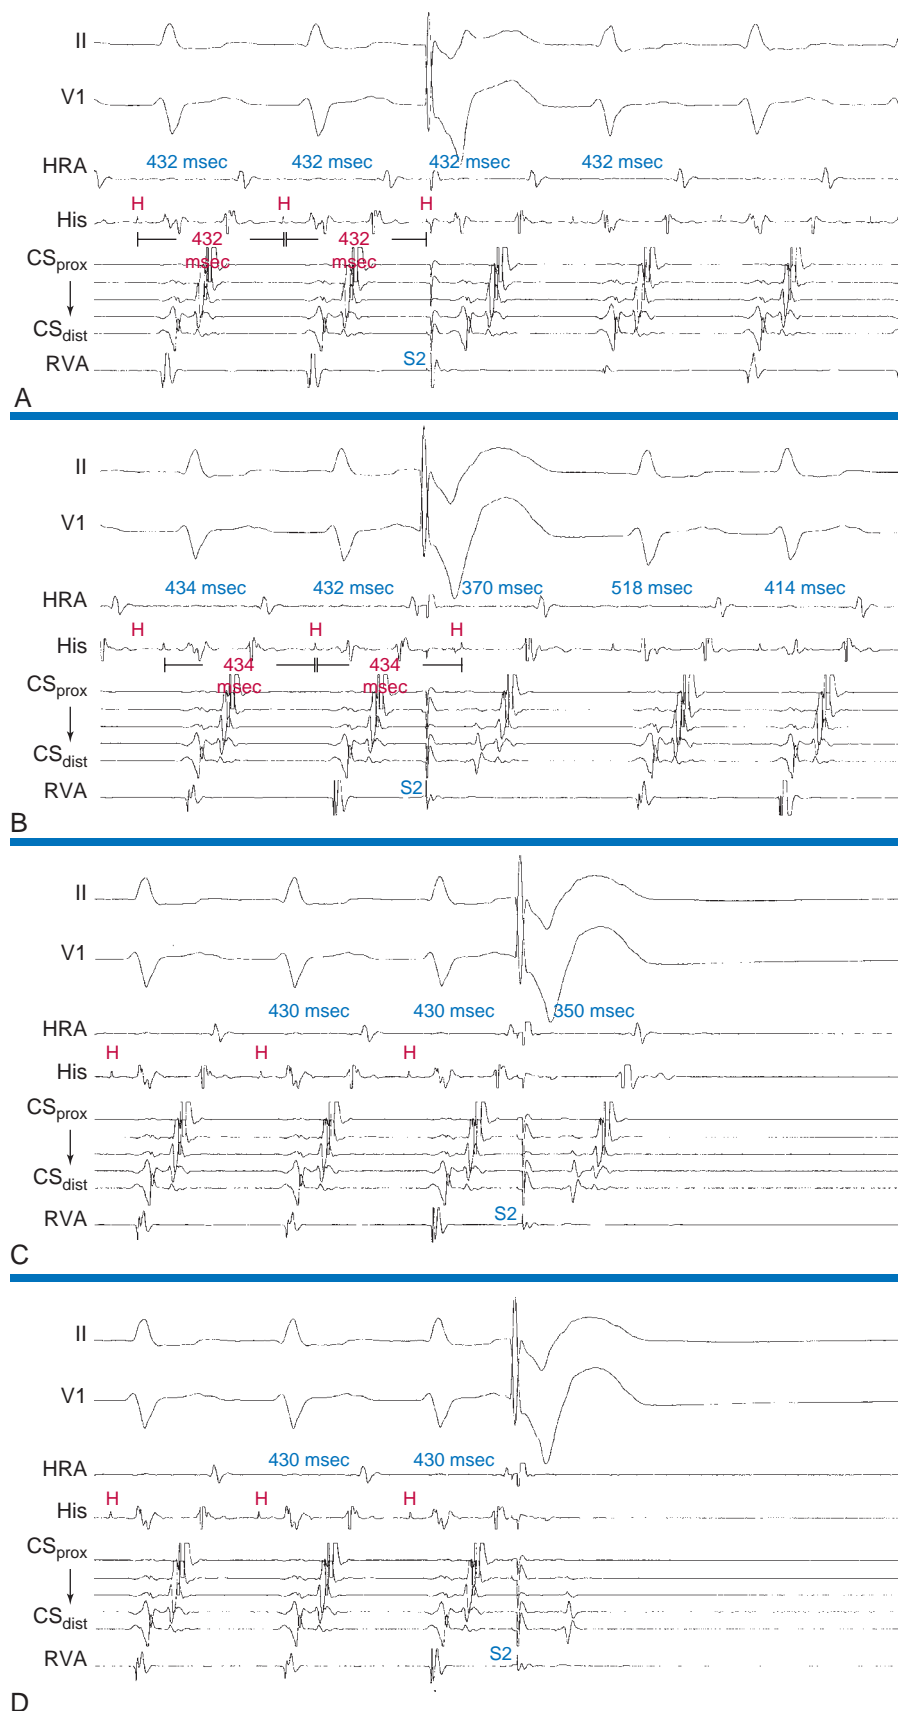 II
V1
HRA
432 msec 432 msec 432 msec 432 msec
H H H
His
432 msec 432 msec
CSprox
CSdist
S2
RVA
A
II
V1
434 msec 432 msec 370 msec 518 msec 414 msec
HRA
H H H
His
434 msec 434 msec
CSprox
CSdist
S2
RVA
B
II
V1
430 msec 430 msec 350 msec
HRA
H H H
His
CSprox
CSdist
S2
RVA
C
II
V1
430 msec 430 msec
HRA
H H H
His
CSprox
CSdist
S2
RVA
D